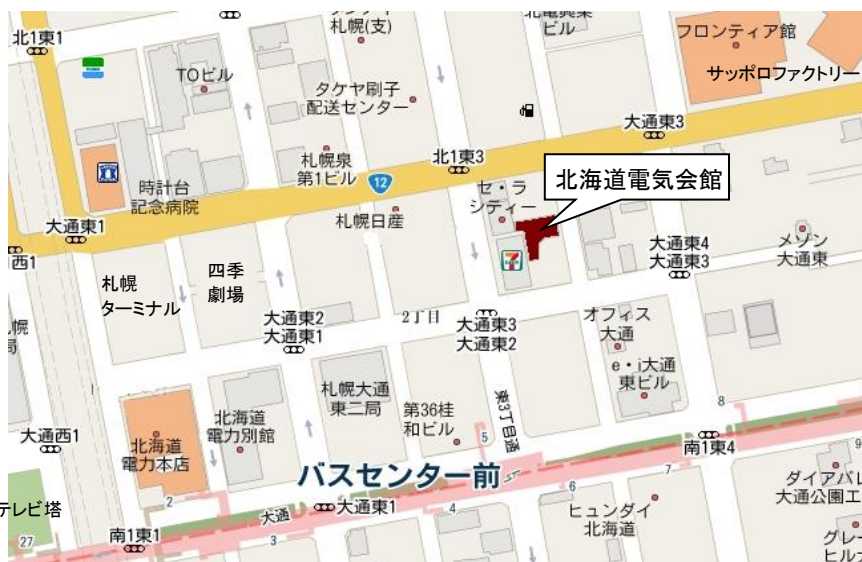 札幌(支)
ビル
フロンティア館
サッポロファクトリー
北1東1
TOビル
タケヤ刷子
配送センター
大通東3
北1東3
札幌泉
第1ビル
12
北海道電気会館
時計台
記念病院
セ・ラ
シティー
札幌日産
大通東1
西1
大通東4
大通東3
メゾン
大通東
札幌
ターミナル
四季
劇場
大通東2
大通東1
2丁目
大通東3
大通東2
オフィス
大通
e・i大通
東ビル
札幌大通
東二局
東3丁目通
8
北海道
電力本店
北海道
電力別館
第36桂
和ビル
5
大通西1
南1東4
バスセンター前
7
9
6
ダイアパレ
大通公園エ
2
テレビ塔
大通
大通東1
4
ヒュンダイ
北海道
27
南1東1
3
グレー
ヒル大